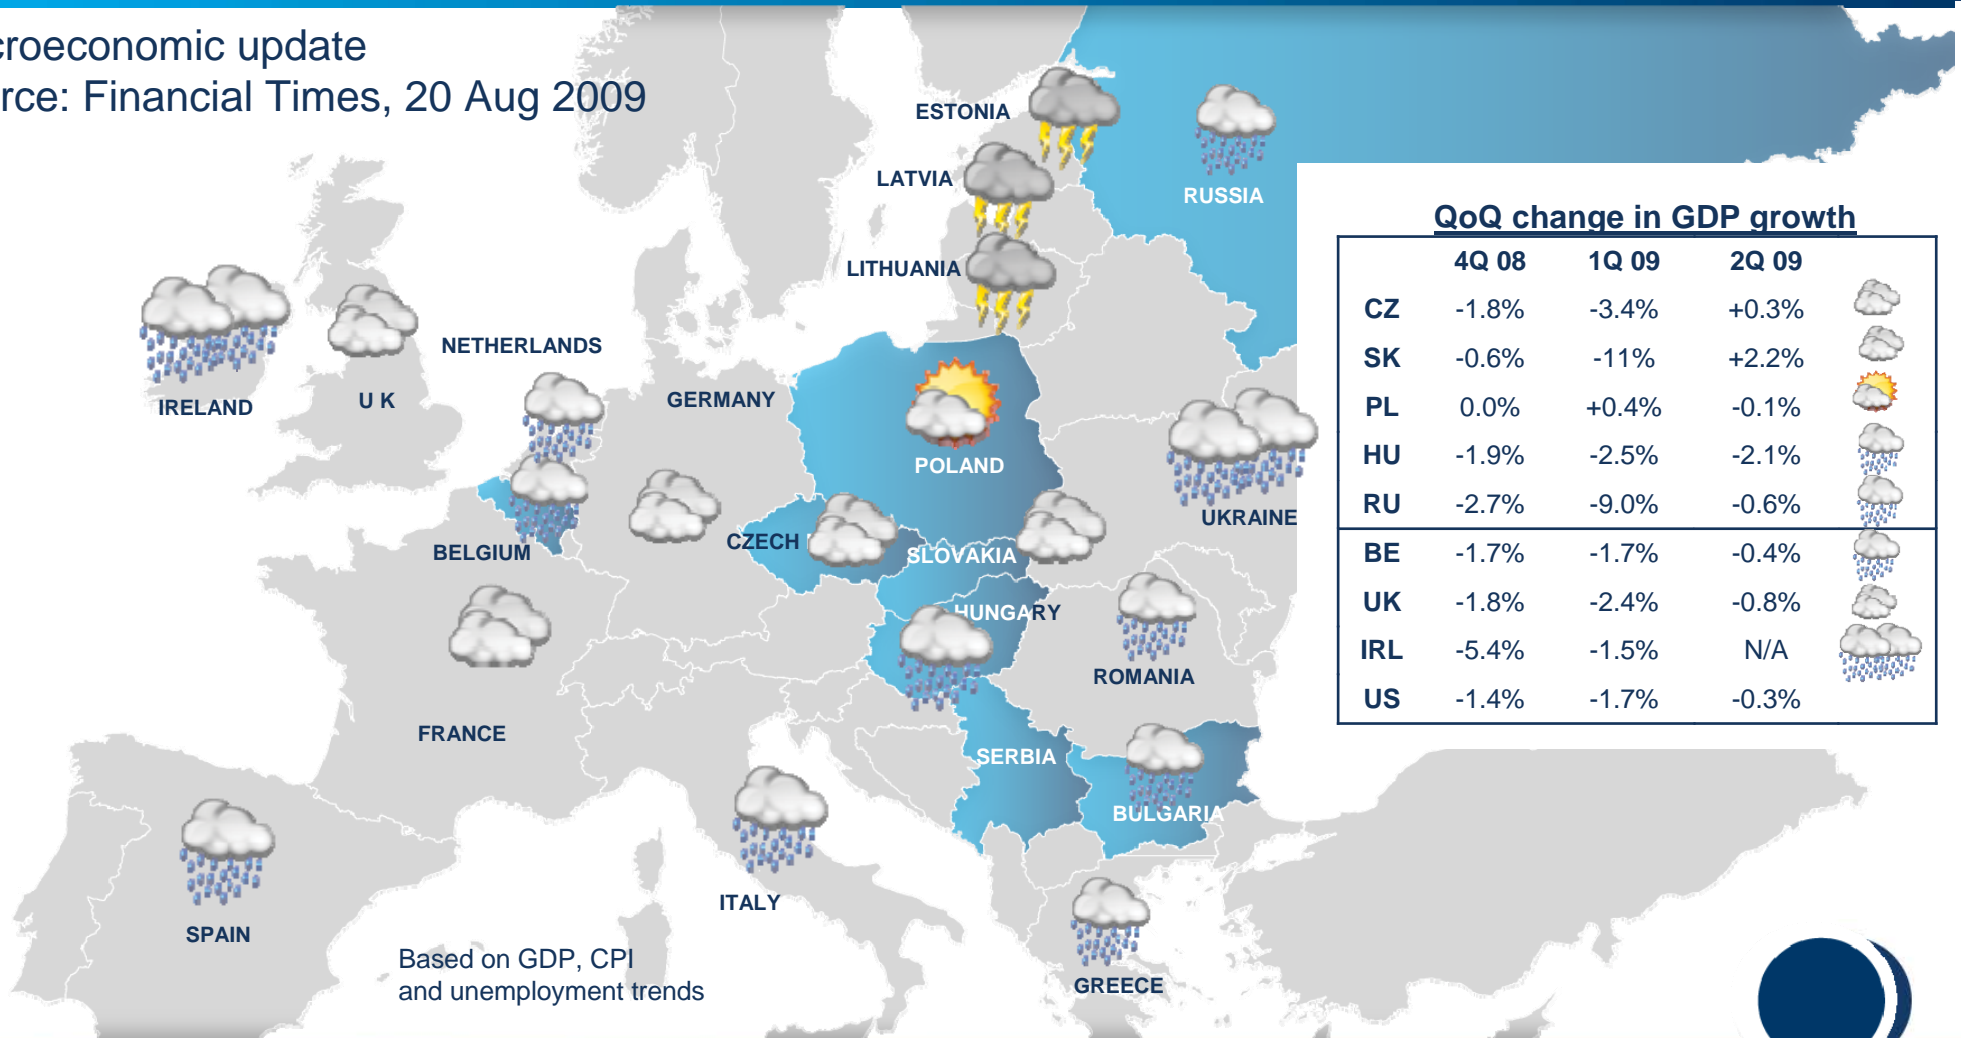 croeconomic update
rce: Financial Times, 20 Aug 2009
ESTONIA
LATVIA
RUSSIA
LITHUANIA
NETHERLANDS
IRELAND
U K
GERMANY
POLAND
UKRAINE
BELGIUM
CZECH
SLOVAKIA
HUNGARY
ROMANIA
FRANCE
SERBIA
BULGARIA
ITALY
SPAIN
GREECE
Based on GDP, CPI
and unemployment trends
QoQ change in GDP growth
4Q 08 1Q 09 2Q 09
CZ -1.8% -3.4% +0.3%
SK -0.6% -11% +2.2%
PL 0.0% +0.4% -0.1%
HU -1.9% -2.5% -2.1%
RU -2.7% -9.0% -0.6%
BE -1.7% -1.7% -0.4%
UK -1.8% -2.4% -0.8%
IRL -5.4% -1.5% N/A
US -1.4% -1.7% -0.3%